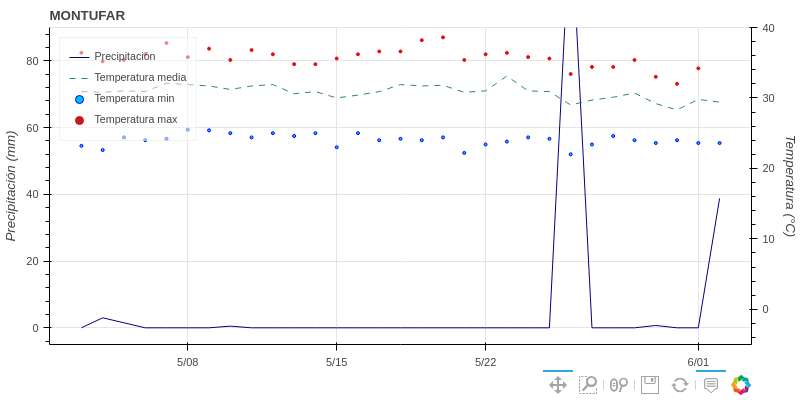 MONTUFAR
Precipitación
Temperatura media
Temperatura min
Temperatura max
Precipitación (mm)
80
60
40
20
0
40
30
20
10
0
Temperatura (°C)
5/08
5/15
5/22
6/01